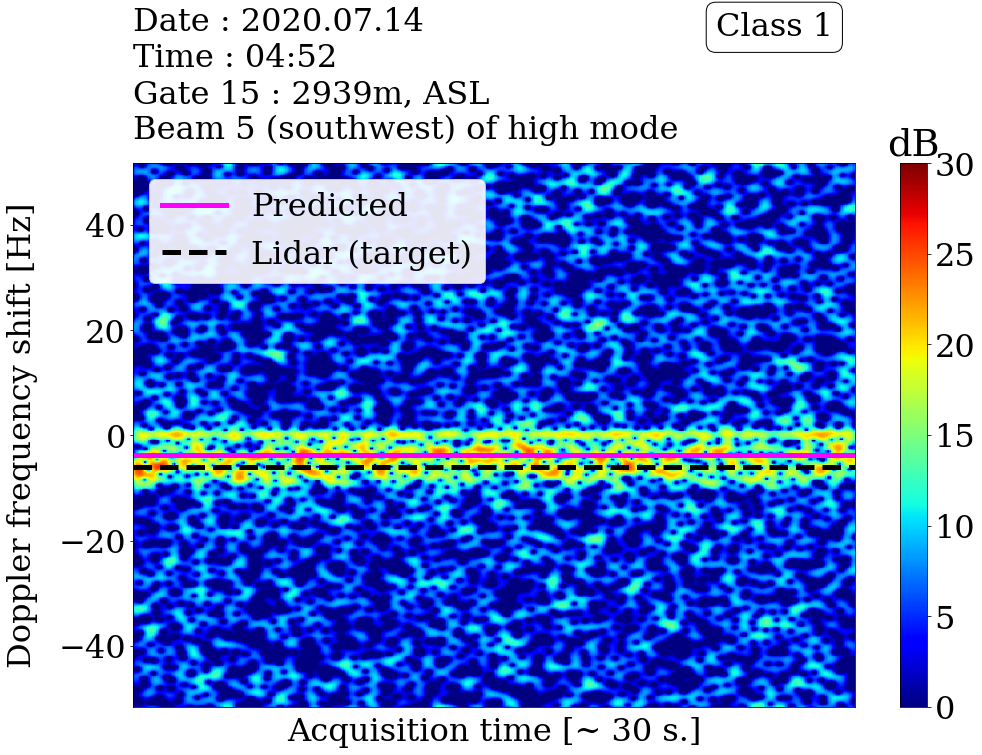 Date : 2020.07.14
Time : 04:52
Gate 15 : 2939m, ASL
Beam 5 (southwest) of high mode
Class 1
dB
Predicted
Lidar (target)
Doppler frequency shift [Hz]
40
20
0
−20
−40
30
25
20
15
10
5
0
Acquisition time [~ 30 s.]